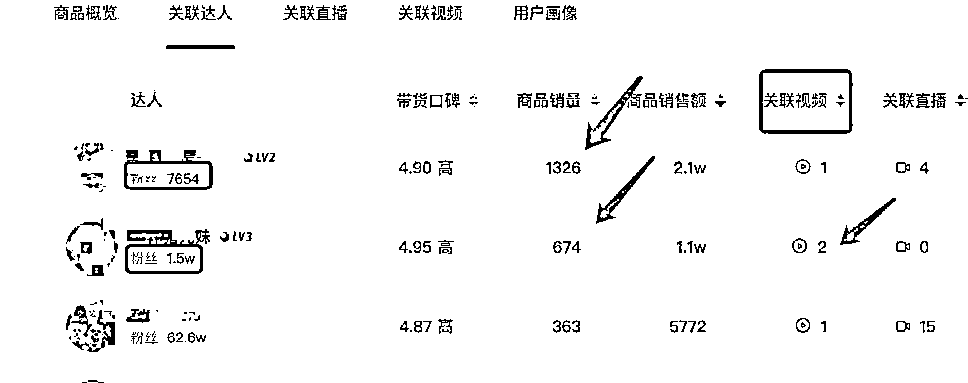 商品概览 关联达人 关联直播 关联视频 用户画像
达人 带货口碑 商品销量 商品销售额 关联视频 关联直播
LV2
粉丝 7654 4.90 高 1326 2.1w 1 4
妹 LV3
粉丝 1.5w 4.95 高 674 1.1w 2 0
粉丝 62.6w 4.87 高 363 5772 1 15